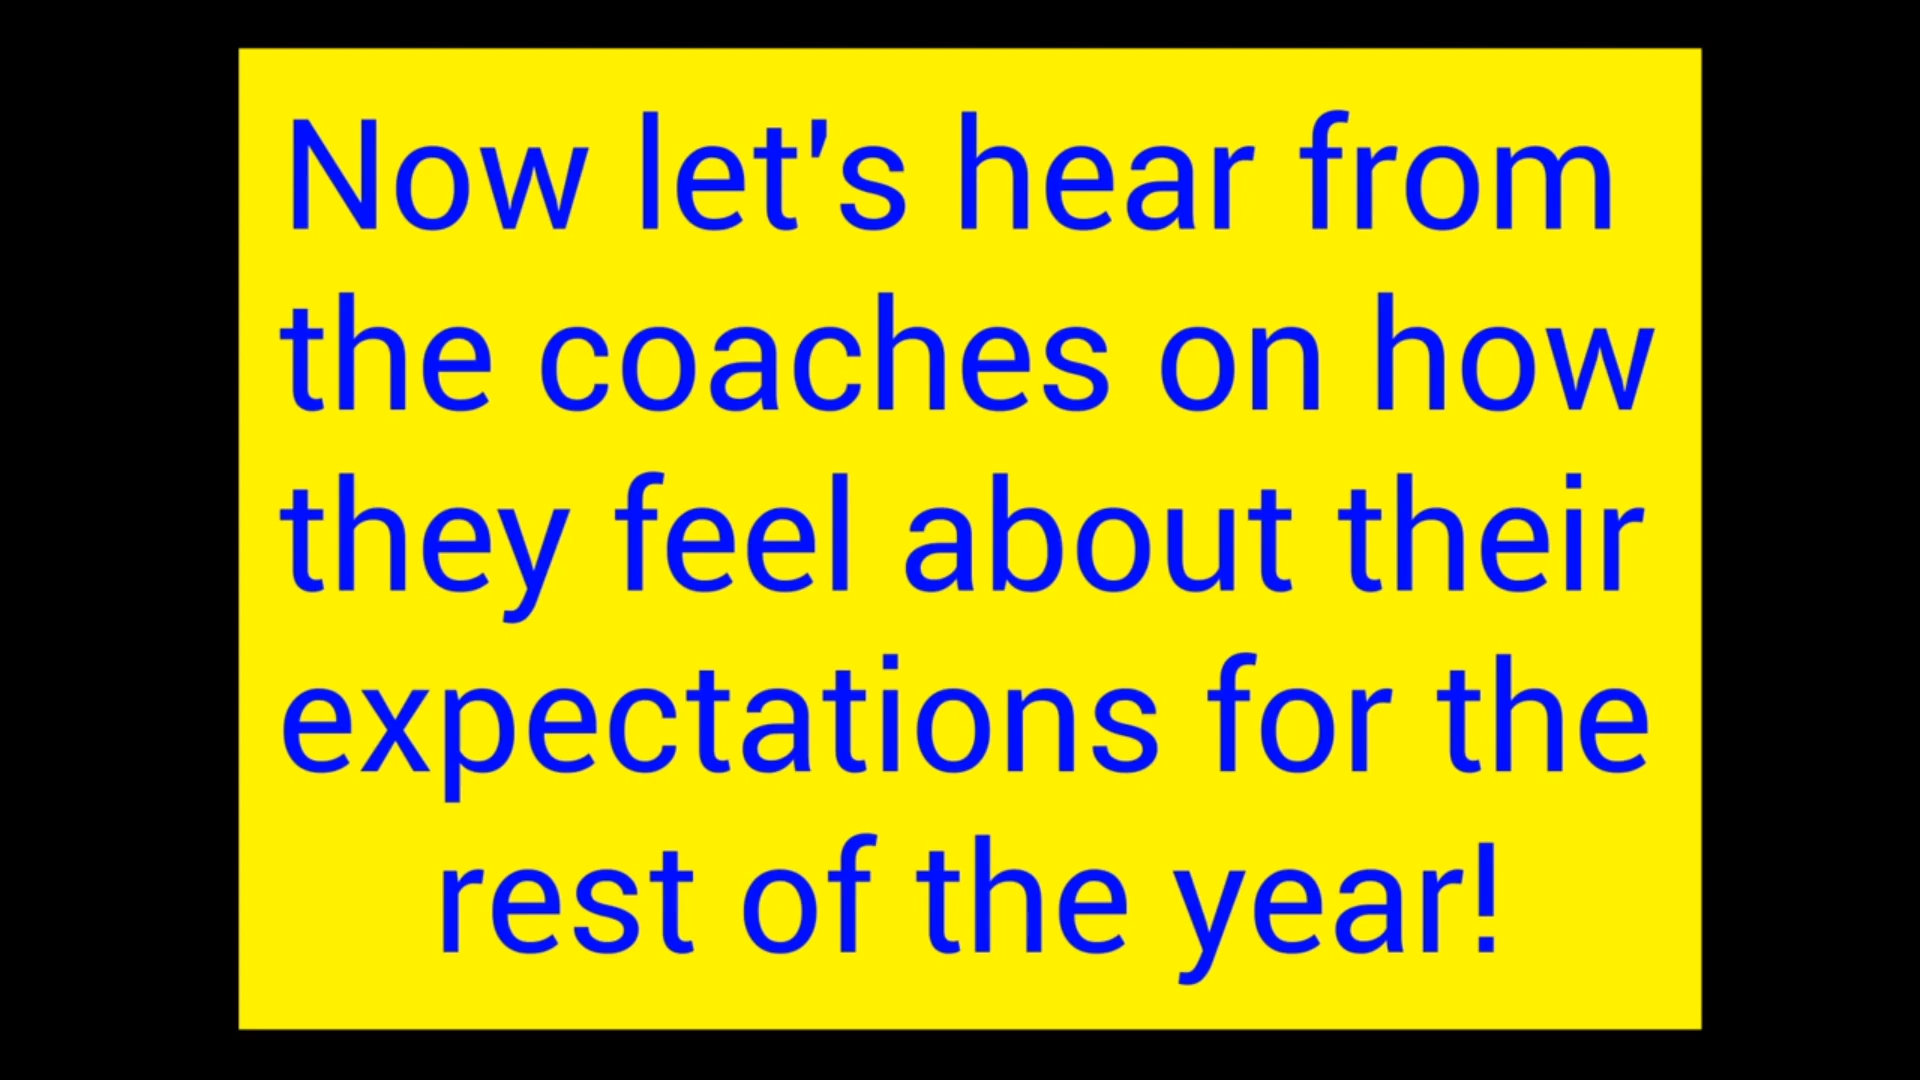 Now let's hear from
the coaches on how
they feel about their
expectations for the
rest of the year!